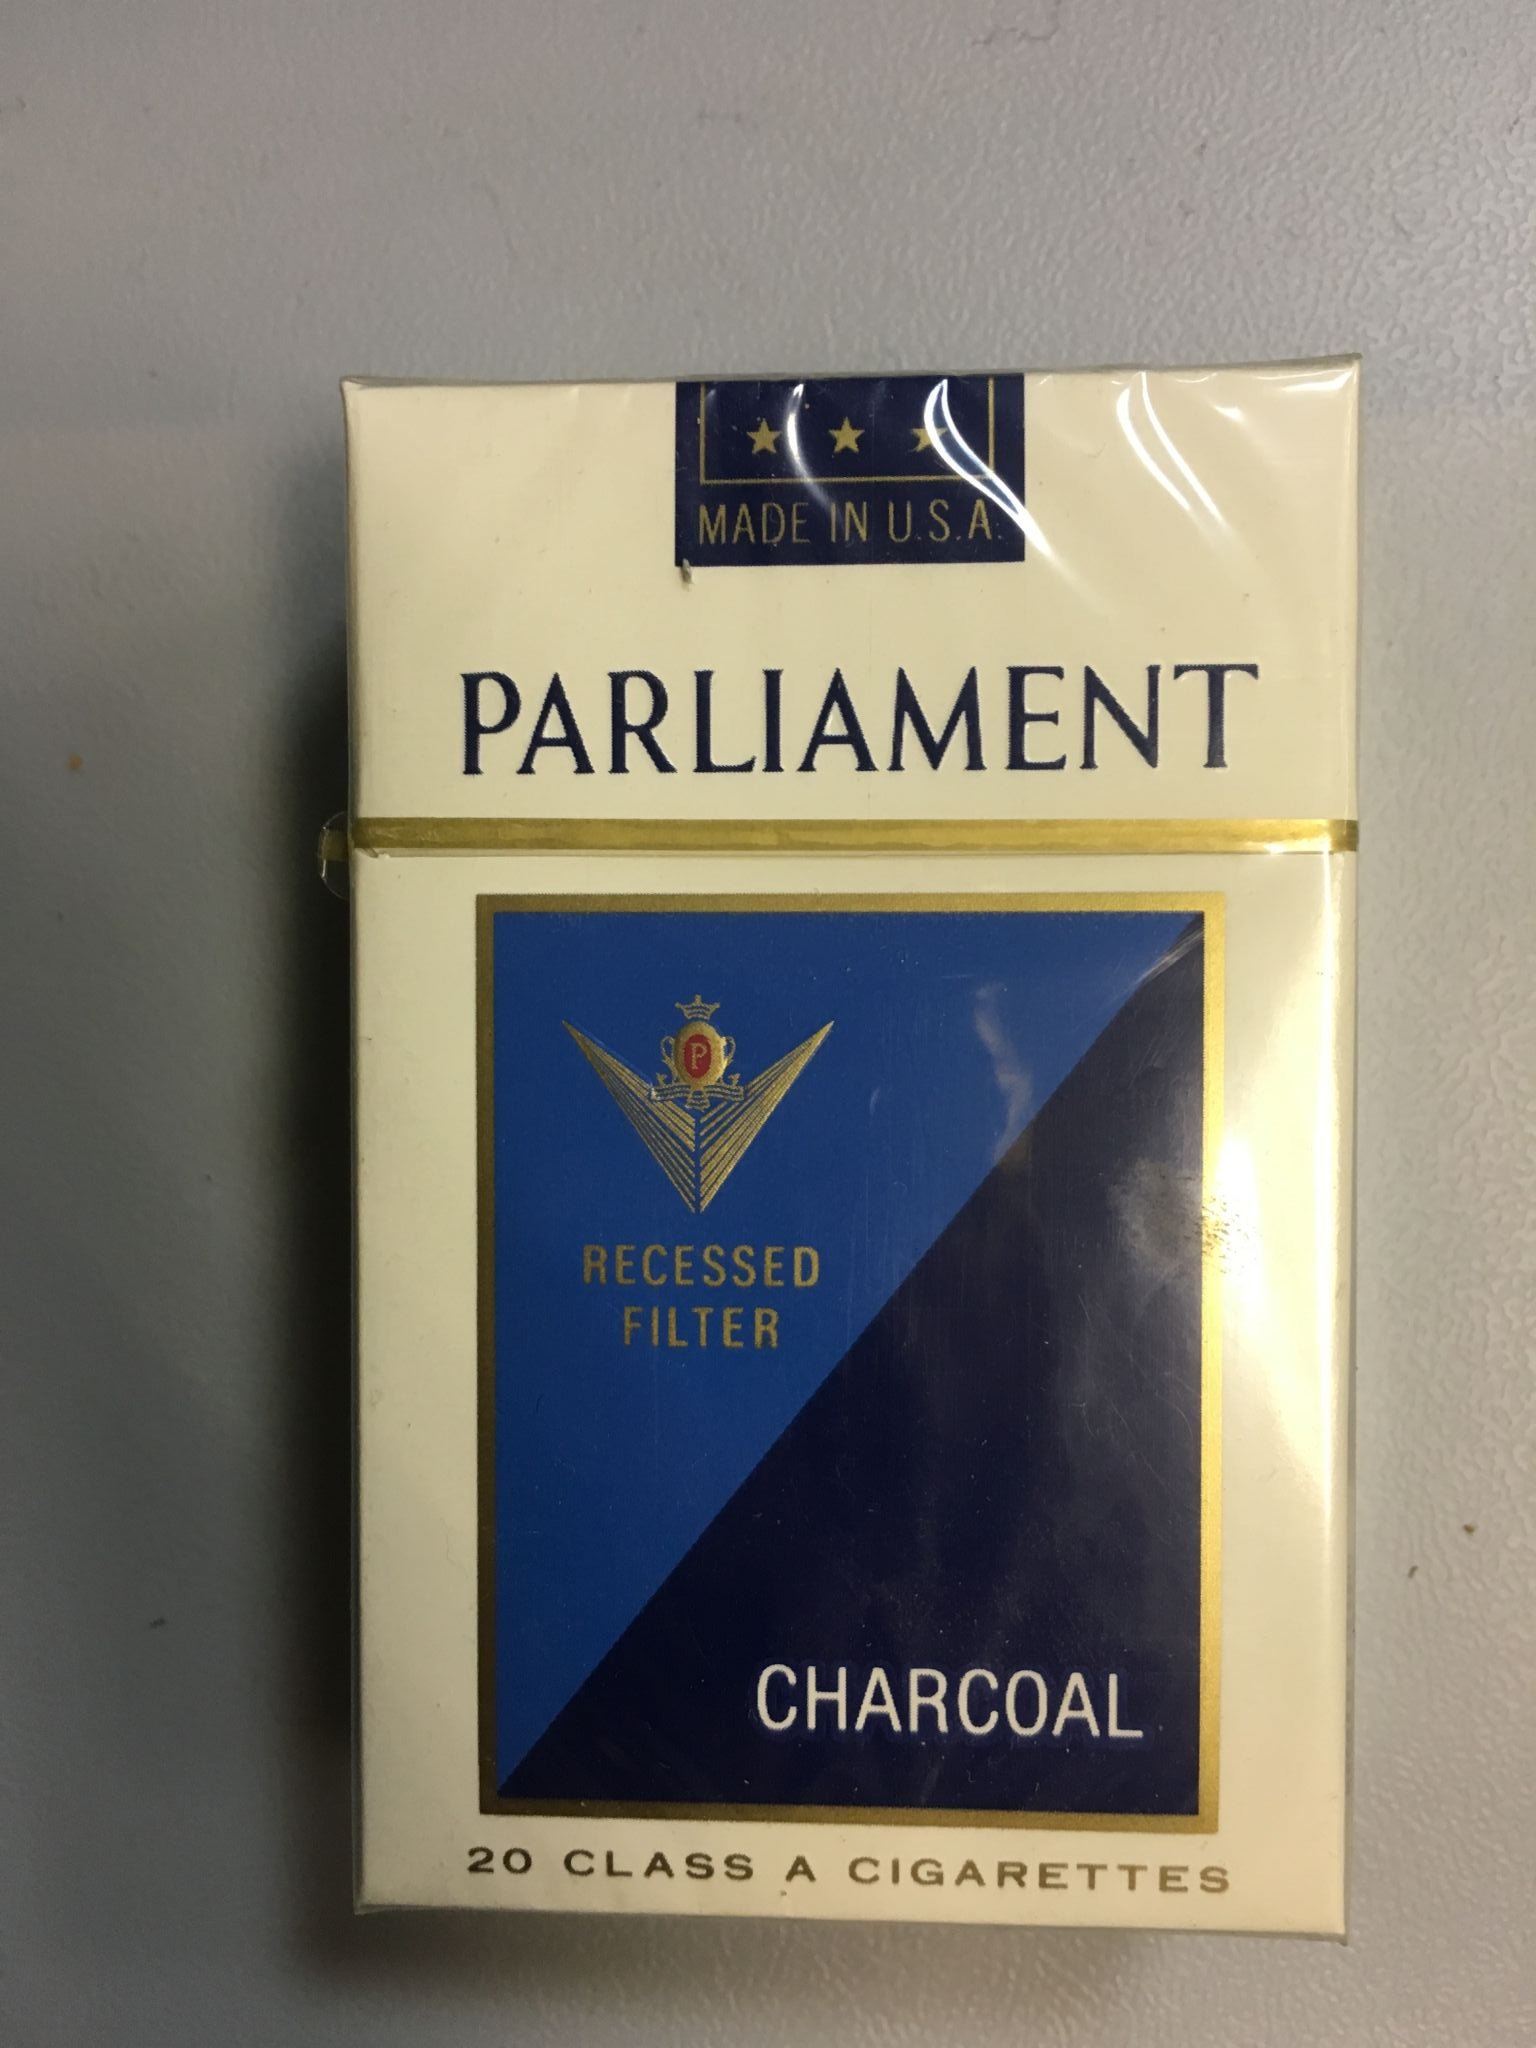 MADE IN U.S.A.
PARLIAMENT
P
RECESSED
FILTER
CHARCOAL
20 CLASS A CIGARETTES